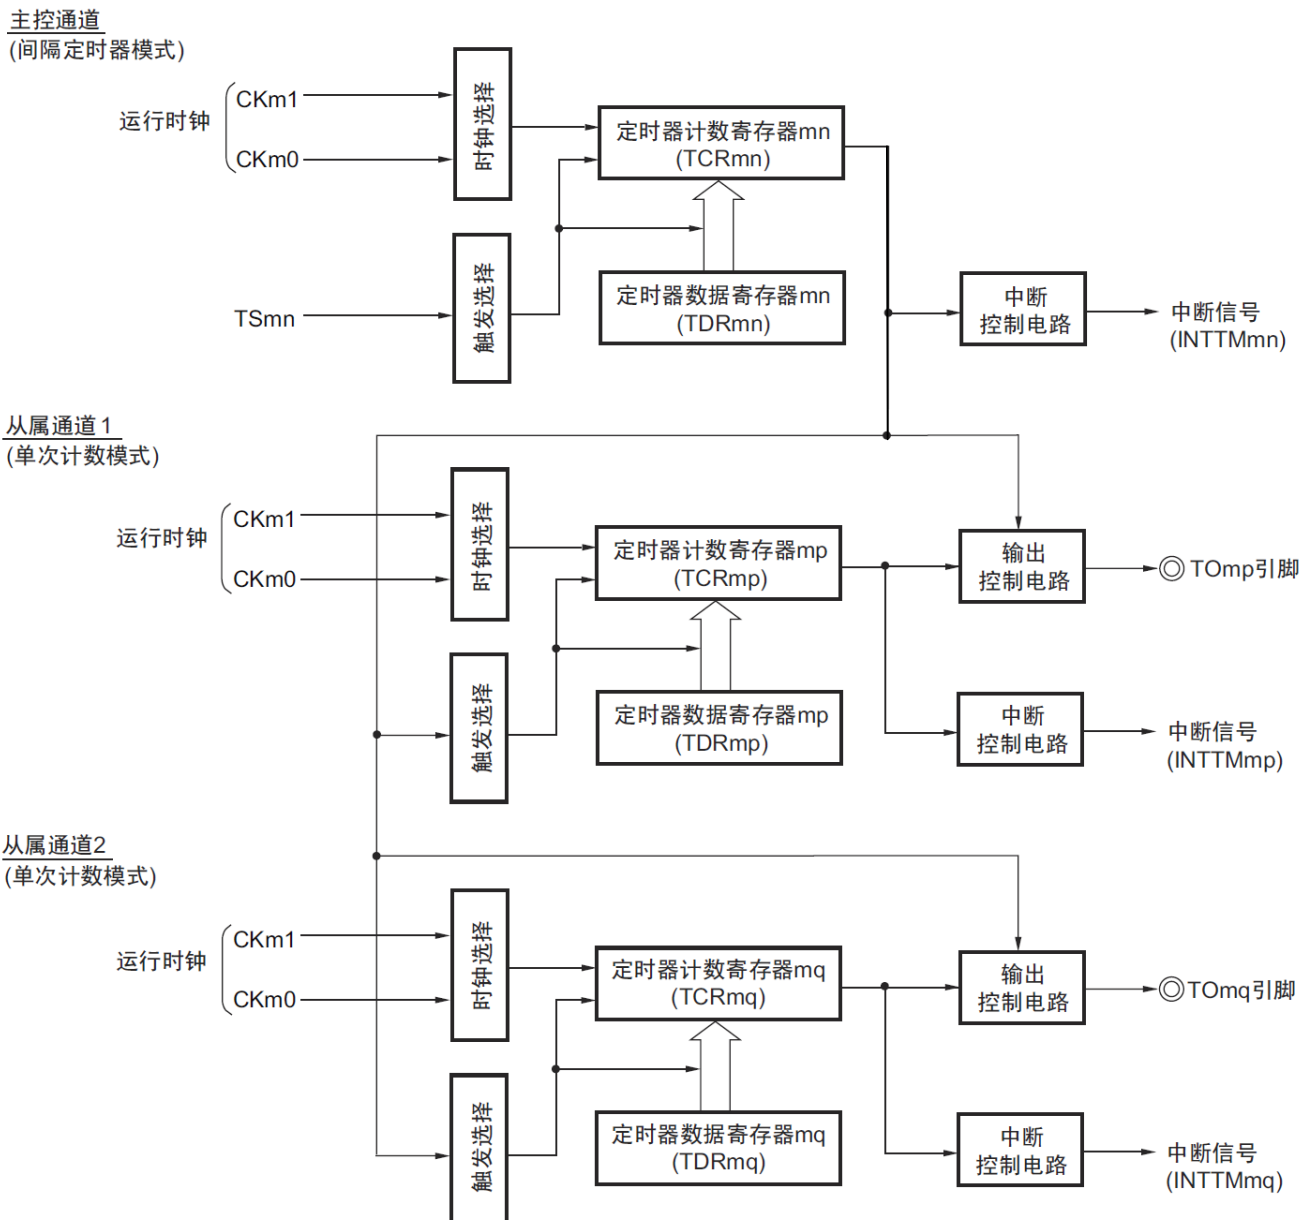 主控通道
(间隔定时器模式)
运行时钟
CKm1
CKm0
时钟选择
定时器计数寄存器mn
(TCRmn)
TSmn
触发选择
定时器数据寄存器mn
(TDRmn)
中断
控制电路
中断信号
(INTTMmn)
从属通道1
(单次计数模式)
运行时钟
CKm1
CKm0
时钟选择
定时器计数寄存器mp
(TCRmp)
输出
控制电路
TOmp引脚
触发选择
定时器数据寄存器mp
(TDRmp)
中断
控制电路
中断信号
(INTTMmp)
从属通道2
(单次计数模式)
运行时钟
CKm1
CKm0
时钟选择
定时器计数寄存器mq
(TCRmq)
输出
控制电路
TOmq引脚
触发选择
定时器数据寄存器mq
(TDRmq)
中断
控制电路
中断信号
(INTTMmq)